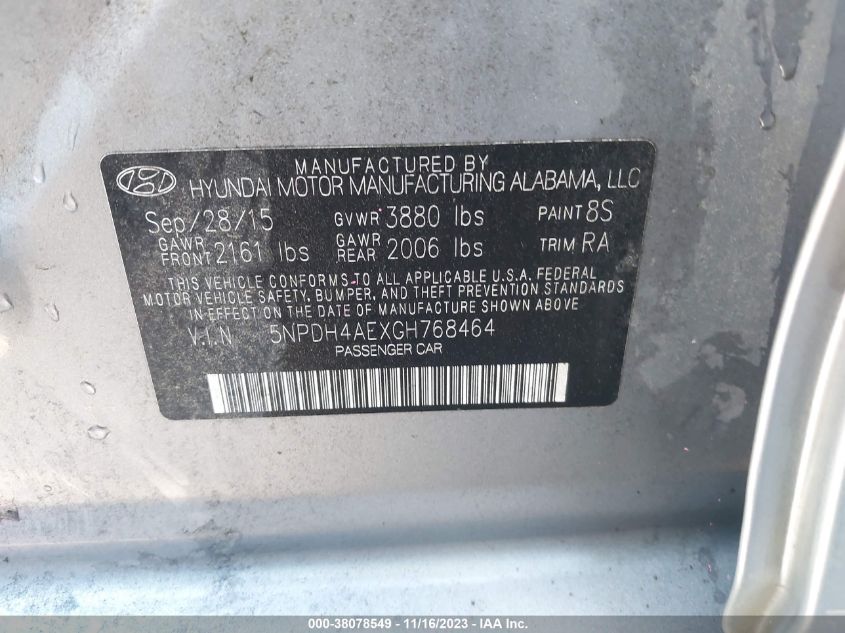 MANUFACTURED BY
HYUNDAI MOTOR MANUFACTURING ALABAMA, LLC
Sep/28/15 GVWR 3880 lbs PAINT 8S
GAWR FRONT 2161 lbs GAWR REAR 2006 lbs TRIM RA
THIS VEHICLE CONFORMS TO ALL APPLICABLE U.S.A. FEDERAL
MOTOR VEHICLE SAFETY, BUMPER, AND THEFT PREVENTION STANDARDS
IN EFFECT ON THE DATE OF MANUFACTURE SHOWN ABOVE
V.I.N 5NPDH4AEXGH768464
PASSENGER CAR
000-38078549 - 11/16/2023 - IAAI.com